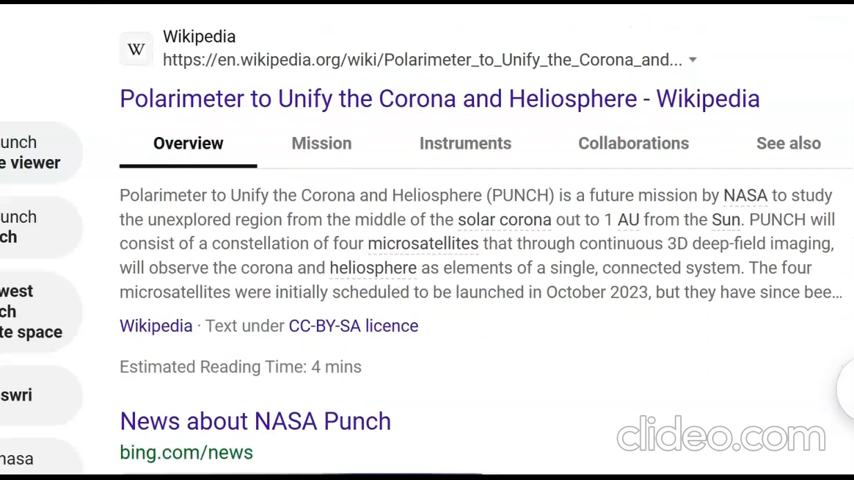 W
Wikipedia
https://en.wikipedia.org/wiki/Polarimeter_to_Unify_the_Corona_and...
Polarimeter to Unify the Corona and Heliosphere - Wikipedia
Overview Mission Instruments Collaborations See also
Polarimeter to Unify the Corona and Heliosphere (PUNCH) is a future mission by NASA to study
the unexplored region from the middle of the solar corona out to 1 AU from the Sun. PUNCH will
consist of a constellation of four microsatellites that through continuous 3D deep-field imaging,
will observe the corona and heliosphere as elements of a single, connected system. The four
microsatellites were initially scheduled to be launched in October 2023, but they have since bee...
Wikipedia · Text under CC-BY-SA licence
Estimated Reading Time: 4 mins
News about NASA Punch
bing.com/news
unch
e viewer
unch
ch
west
ch
te space
swri
nasa
clideo.com